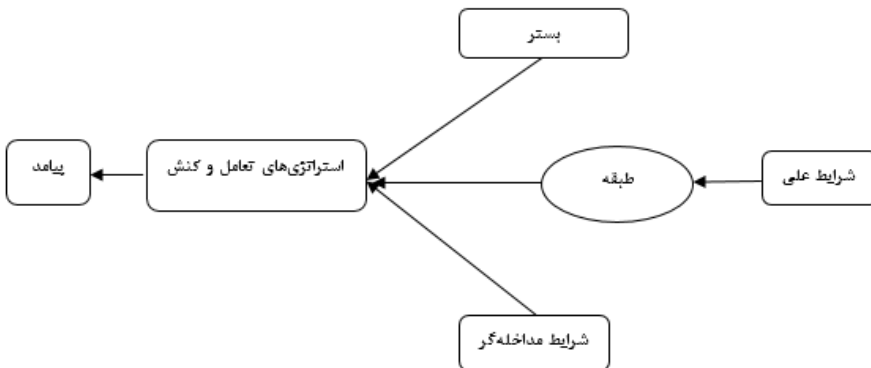 بستر
شرایط علی
طبقه
استراتژی‌های تعامل و کنش
پیامد
شرایط مداخله‌گر